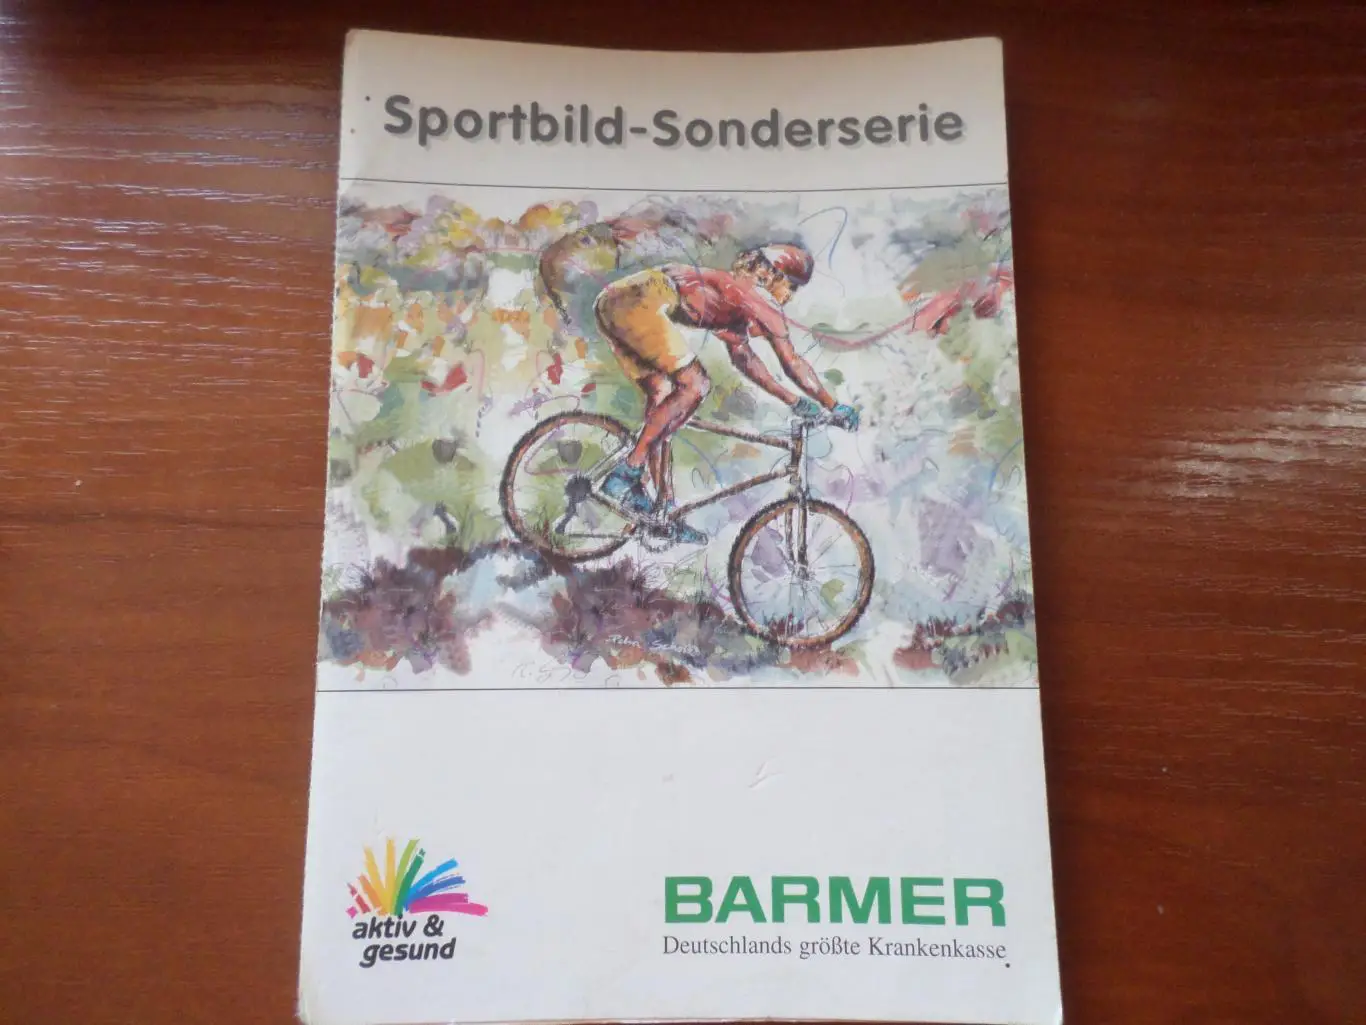 Sportbild-Sonderserie
aktiv &
gesund
BARMER
Deutschlands größte Krankenkasse